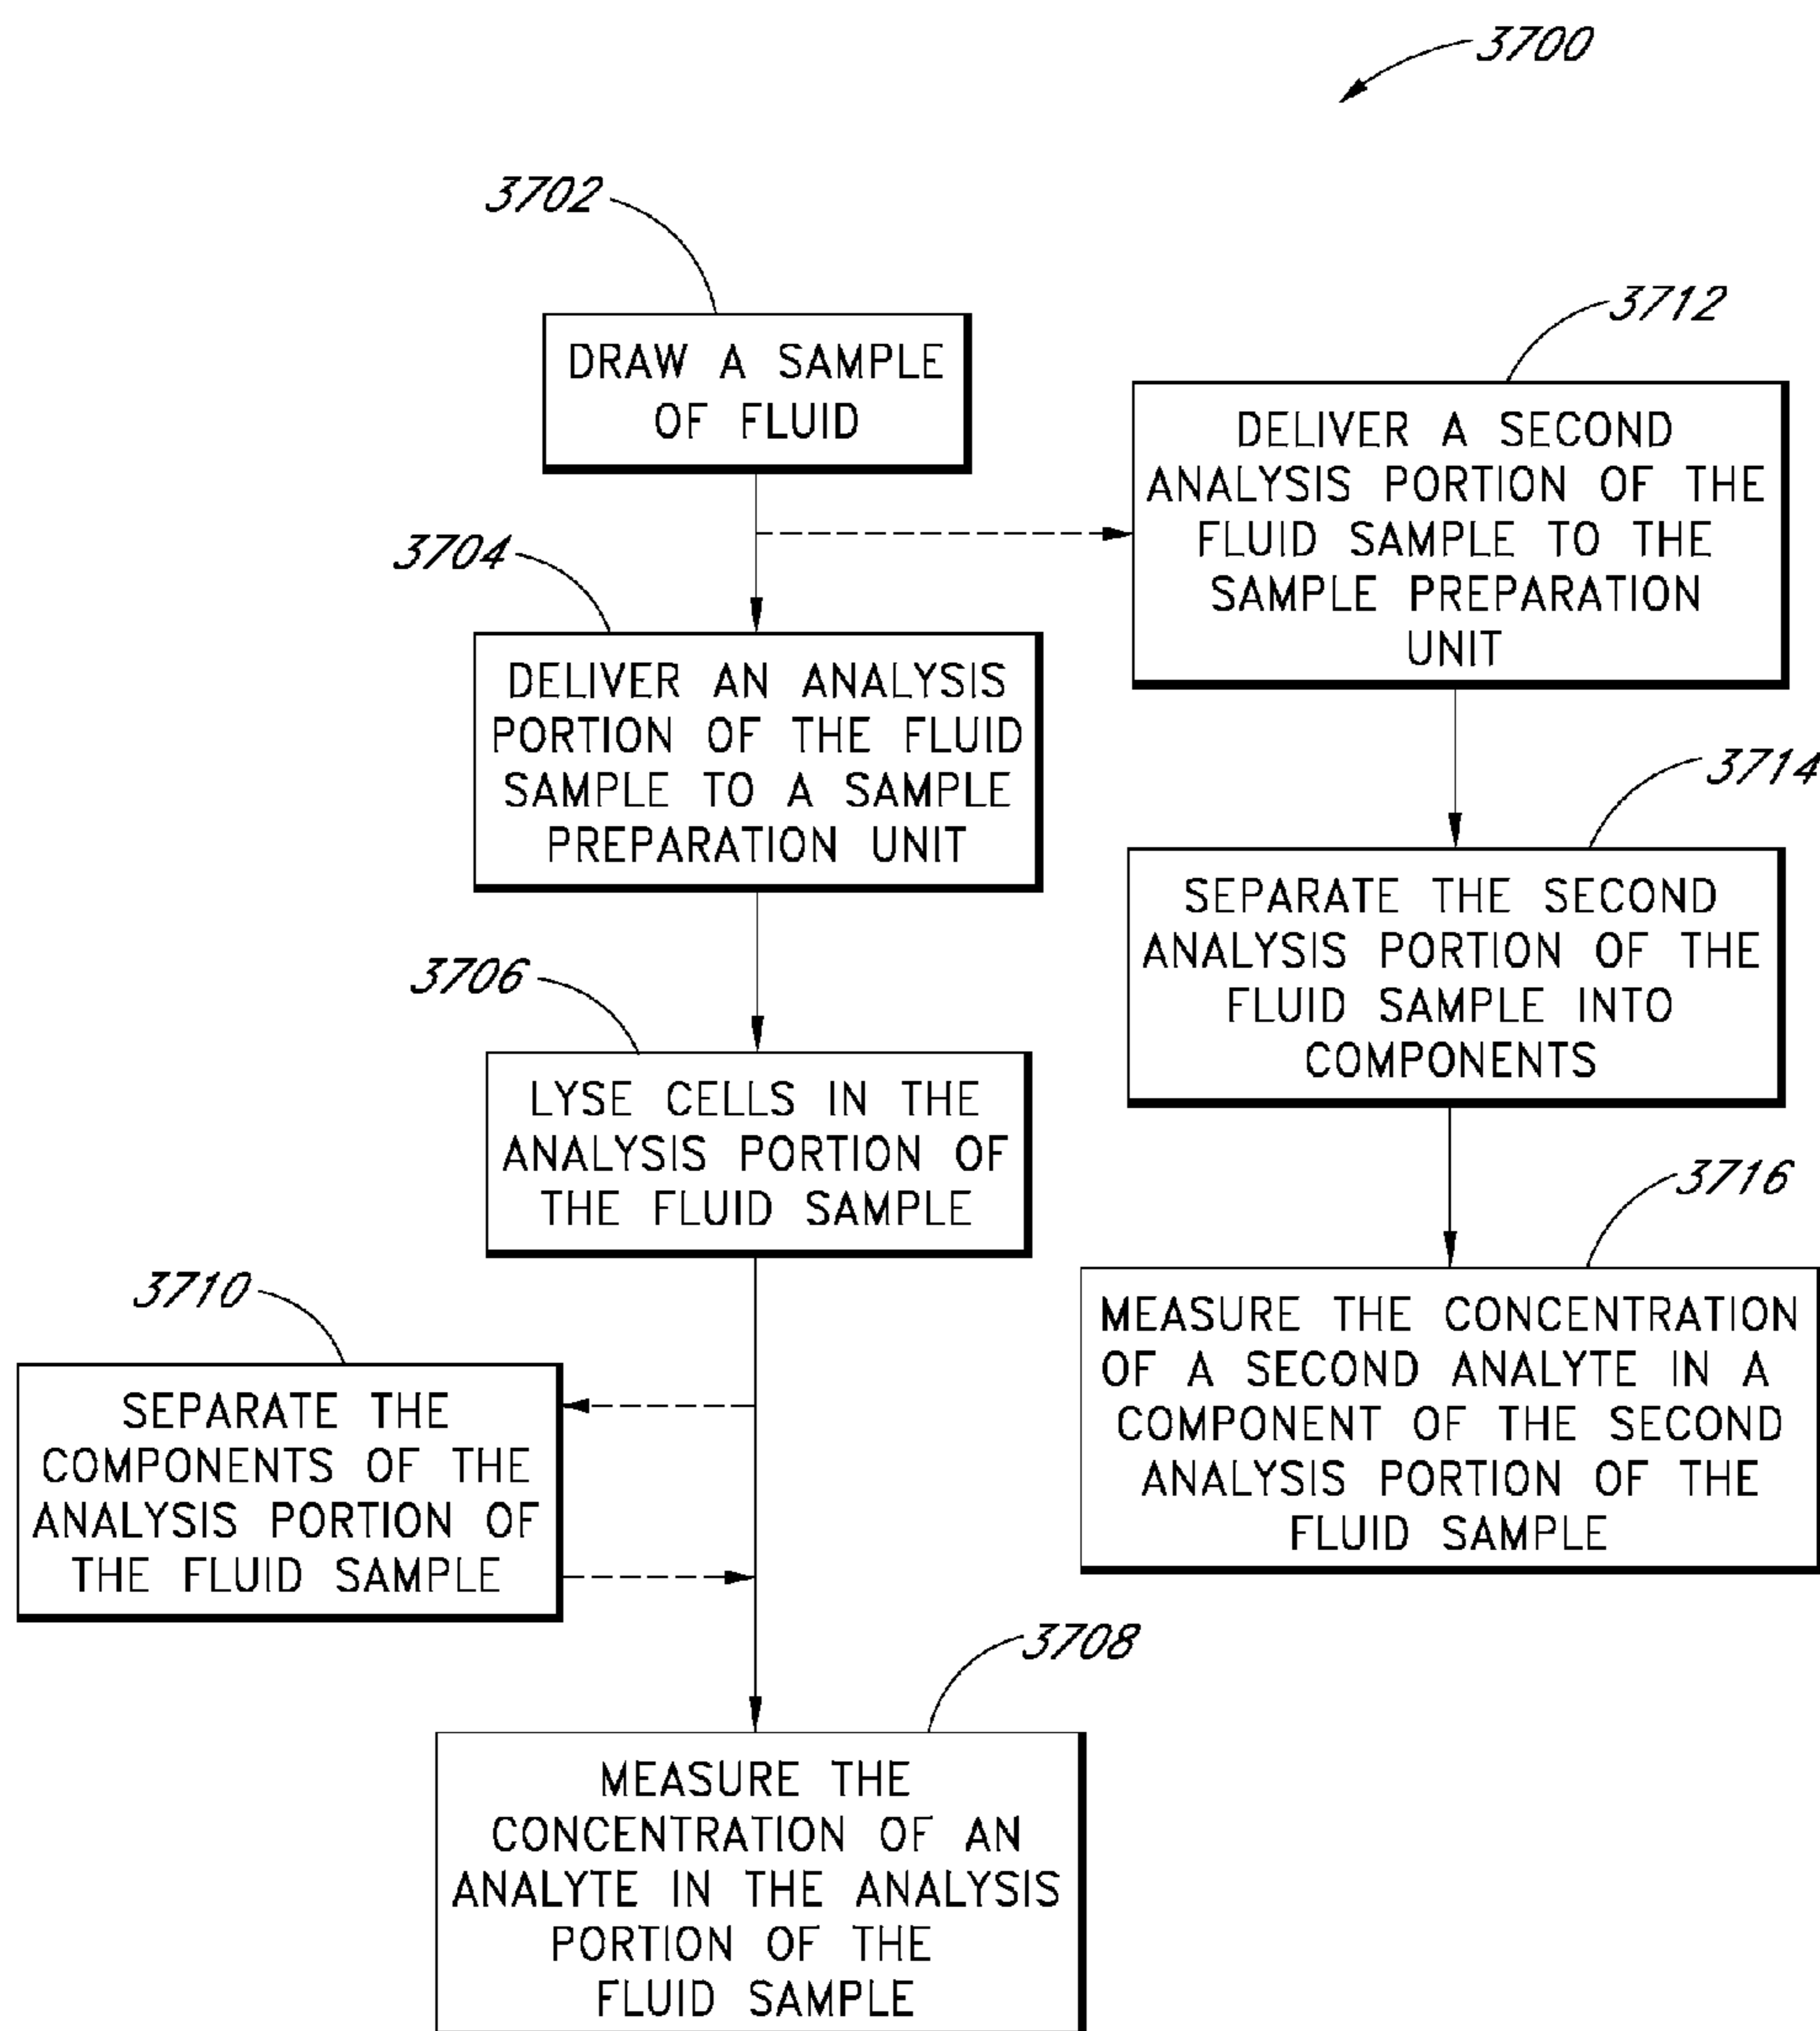 3700
3702
DRAW A SAMPLE
OF FLUID
3712
DELIVER A SECOND
ANALYSIS PORTION OF THE
FLUID SAMPLE TO THE
SAMPLE PREPARATION
UNIT
3704
DELIVER AN ANALYSIS
PORTION OF THE FLUID
SAMPLE TO A SAMPLE
PREPARATION UNIT
3714
SEPARATE THE SECOND
ANALYSIS PORTION OF THE
FLUID SAMPLE INTO
COMPONENTS
3706
LYSE CELLS IN THE
ANALYSIS PORTION OF
THE FLUID SAMPLE
3716
MEASURE THE CONCENTRATION
OF A SECOND ANALYTE IN A
COMPONENT OF THE SECOND
ANALYSIS PORTION OF THE
FLUID SAMPLE
3710
SEPARATE THE
COMPONENTS OF THE
ANALYSIS PORTION OF
THE FLUID SAMPLE
3708
MEASURE THE
CONCENTRATION OF AN
ANALYTE IN THE ANALYSIS
PORTION OF THE
FLUID SAMPLE